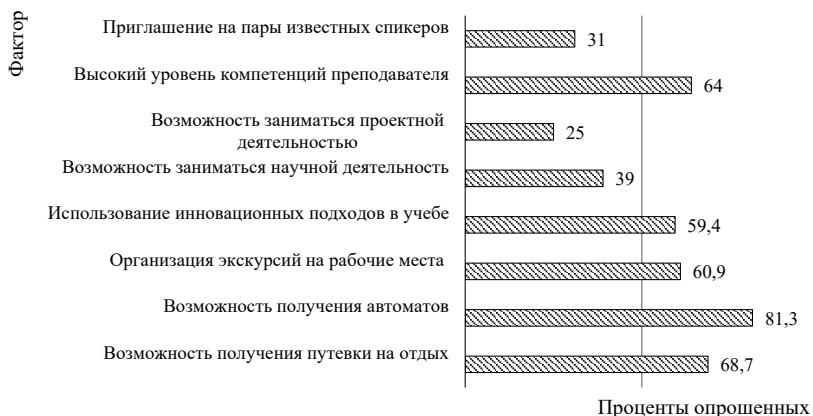 Фактор
Приглашение на пары известных спикеров
31
Высокий уровень компетенций преподавателя
64
Возможность заниматься проектной
деятельностью
25
Возможность заниматься научной деятельность
39
Использование инновационных подходов в учебе
59,4
Организация экскурсий на рабочие места
60,9
Возможность получения автоматов
81,3
Возможность получения путевки на отдых
68,7
Проценты опрошенных